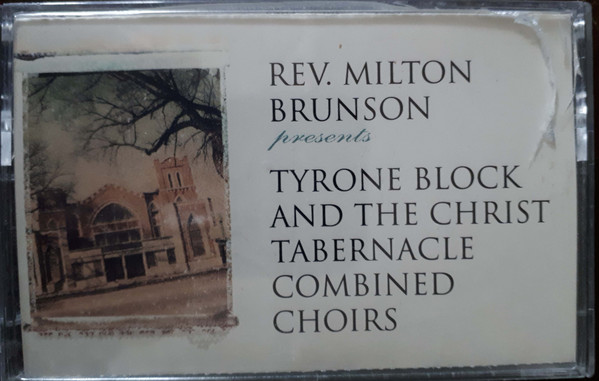 REV. MILTON
BRUNSON
presents
TYRONE BLOCK
AND THE CHRIST
TABERNACLE
COMBINED
CHOIRS